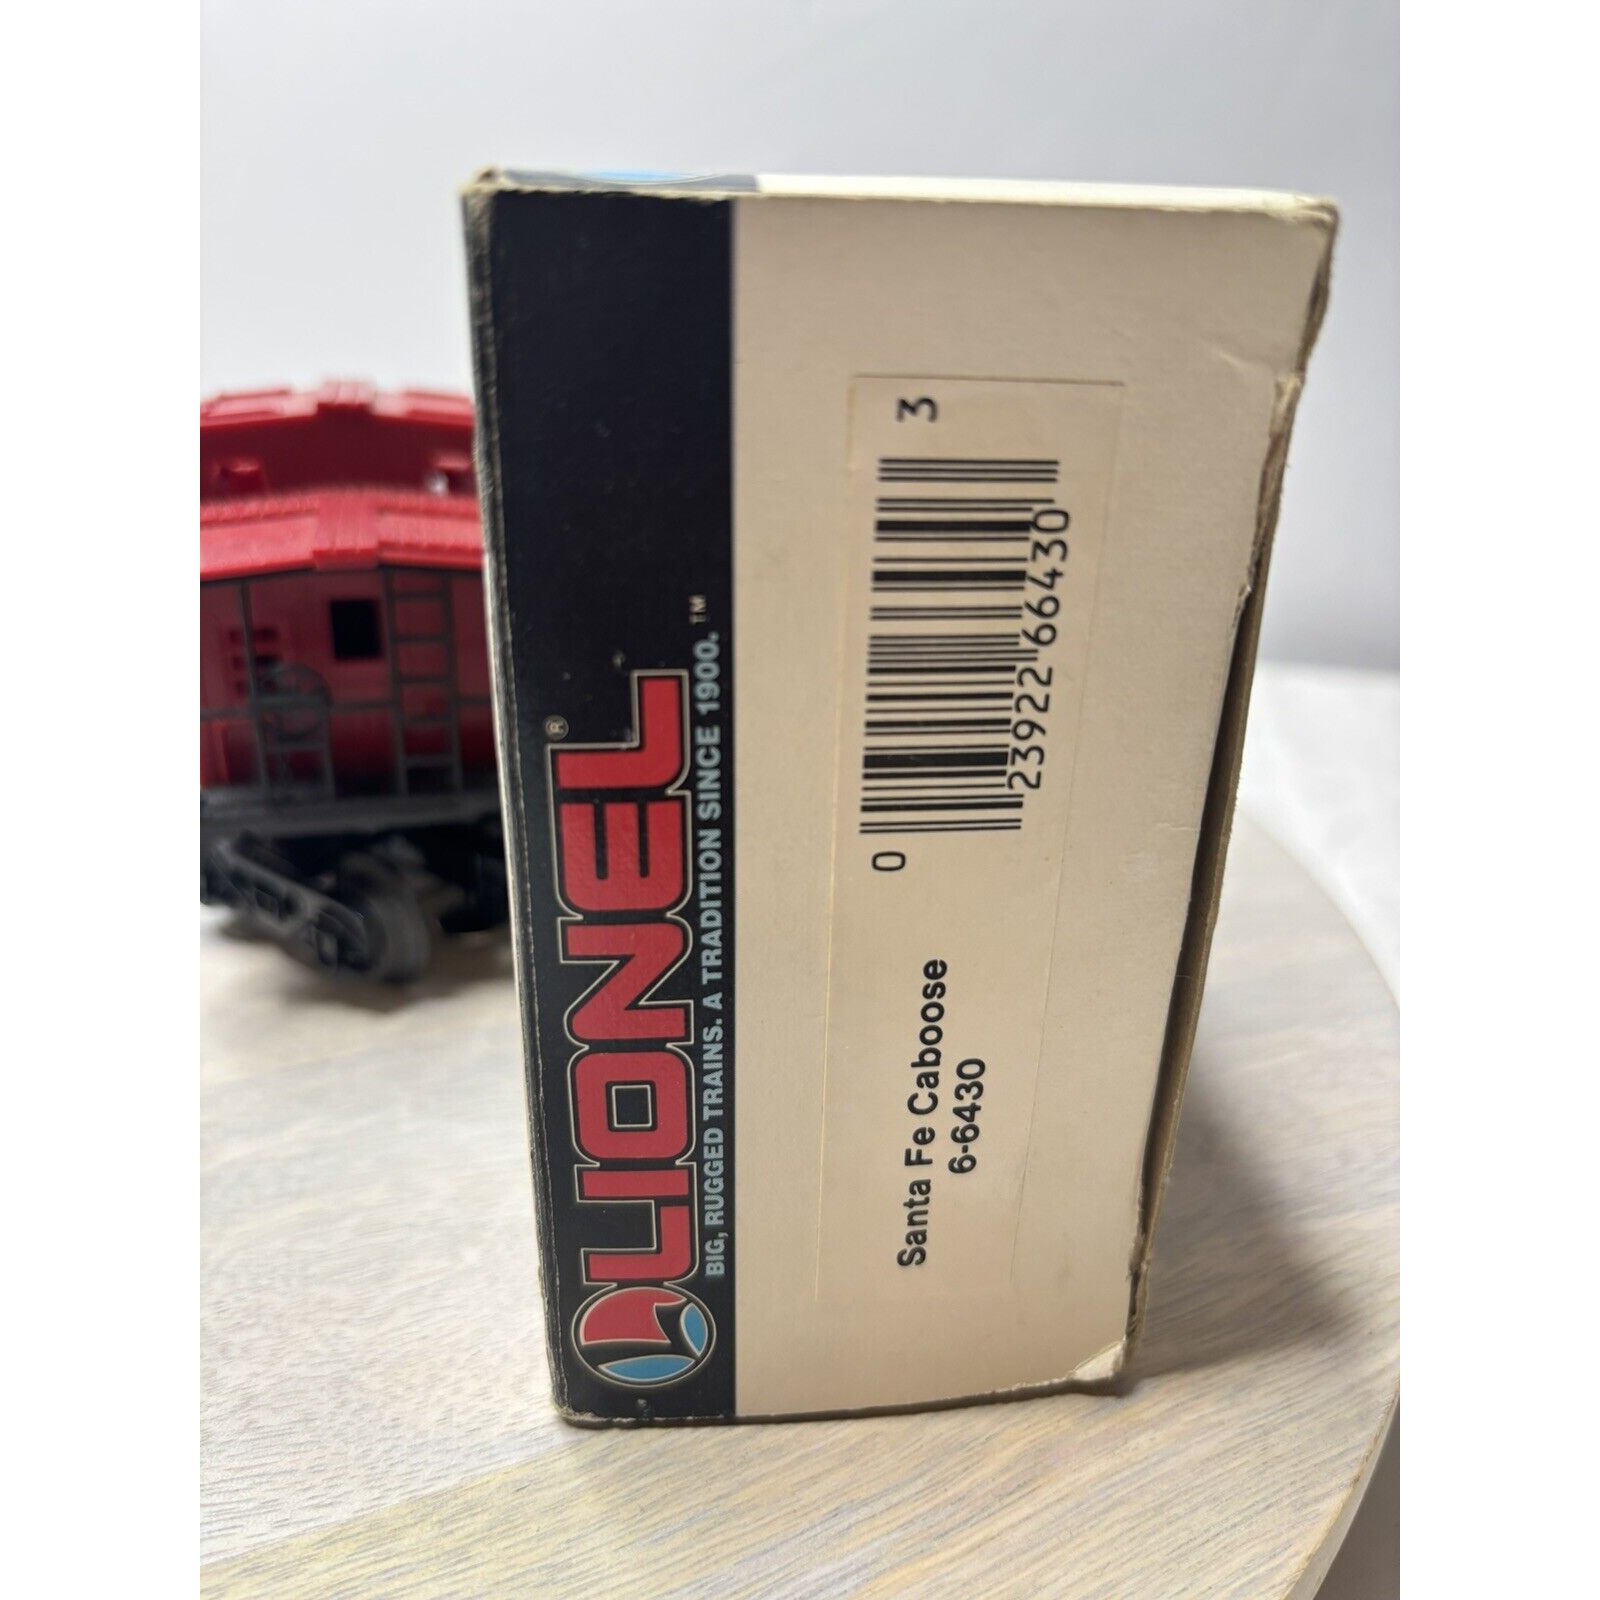 LIONEL®
BIG, RUGGED TRAINS. A TRADITION SINCE 1900.™
0 23922 66430 3
Santa Fe Caboose
6-6430